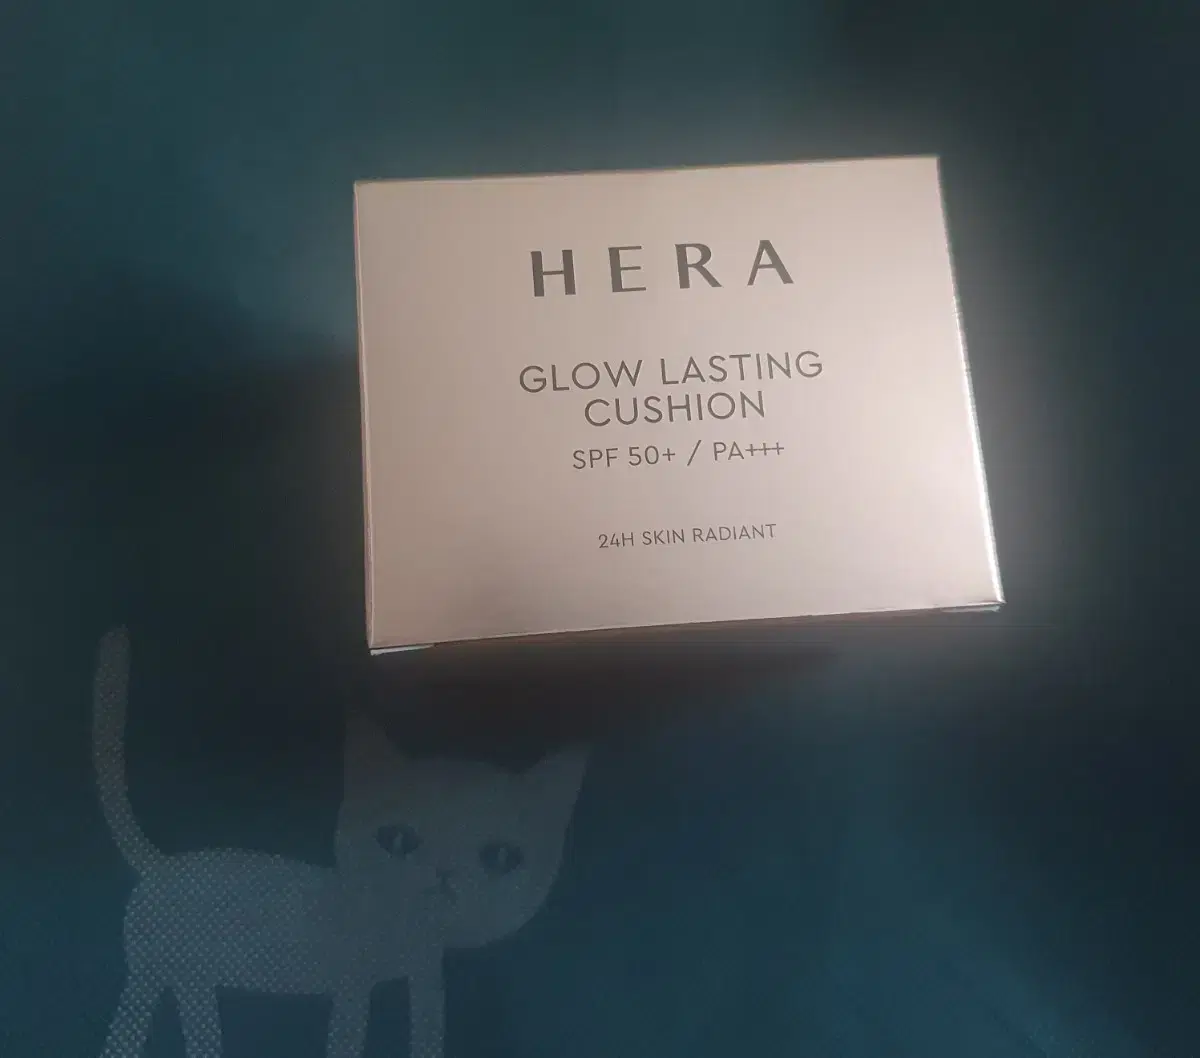 HERA
GLOW LASTING
CUSHION
SPF 50+ / PA+++
24H SKIN RADIANT